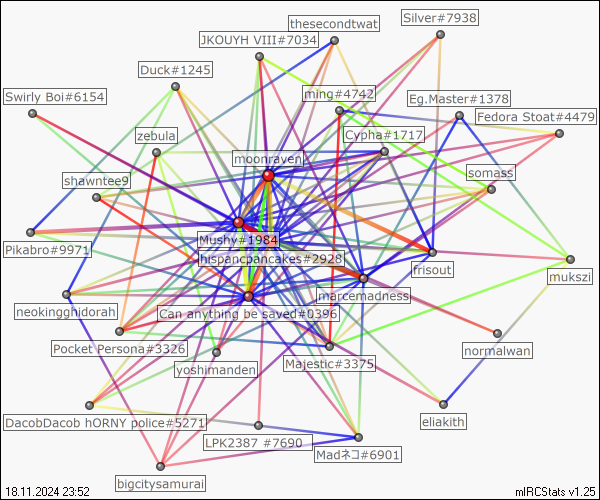 thesecondtwat
Silver#7938
JKOUYH VIII#7034
Duck#1245
Swirly Boi#6154
ming#4742
Eg.Master#1378
Fedora Stoat#4479
zebula
Cypha#1717
moonraven
shawntee9
somass
Mushy#1984
Pikabro#9971
hispancpancakes#2928
frisout
mukszi
marcemadness
neokingghidorah
Can anything be saved#0396
Pocket Persona#3326
normalwan
yoshimanden
Majestic#3375
DacobDacob hORNY police#5271
eliakith
LPK2387 #7690
Madネコ#6901
bigcitysamurai
18.11.2024 23:52
mIRCStats v1.25